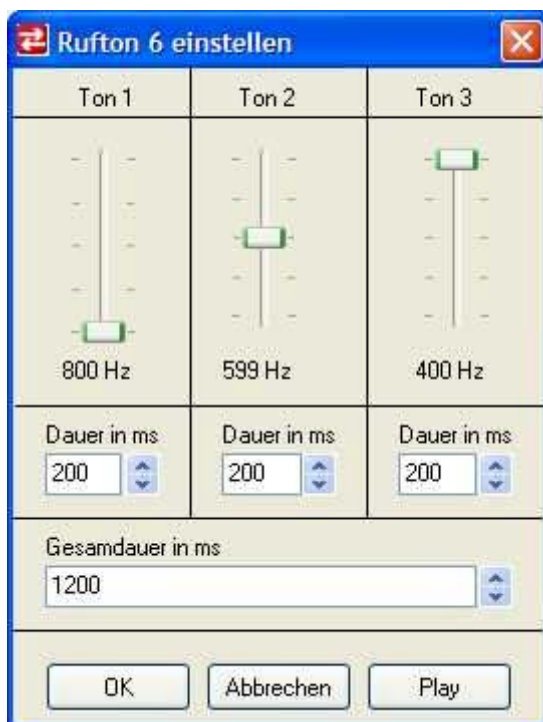 Rufton 6 einstellen
Ton 1 Ton 2 Ton 3
800 Hz 599 Hz 400 Hz
Dauer in ms Dauer in ms Dauer in ms
200 200 200
Gesamdauer in ms
1200
OK Abbrechen Play